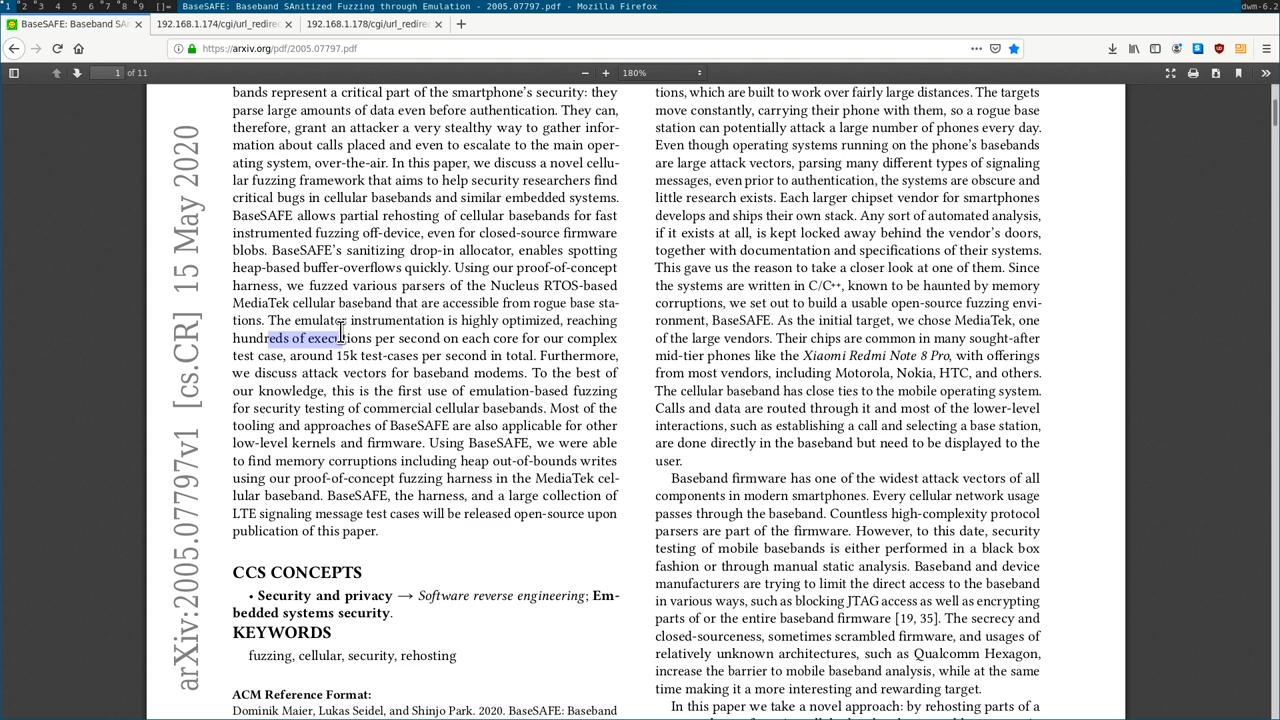 1 2 3 4 5 6 7 8 9 []= BaseSAFE: Baseband SAnitized Fuzzing through Emulation - 2005.07797.pdf - Mozilla Firefox dwm-6.2
BaseSAFE: Baseband SAn 192.168.1.174/cgi/url_redirec 192.168.1.178/cgi/url_redirec
https://arxiv.org/pdf/2005.07797.pdf
1 of 11 180%
arXiv:2005.07797v1 [cs.CR] 15 May 2020
bands represent a critical part of the smartphone's security: they
parse large amounts of data even before authentication. They can,
therefore, grant an attacker a very stealthy way to gather infor-
mation about calls placed and even to escalate to the main oper-
ating system, over-the-air. In this paper, we discuss a novel cellu-
lar fuzzing framework that aims to help security researchers find
critical bugs in cellular basebands and similar embedded systems.
BaseSAFE allows partial rehosting of cellular basebands for fast
instrumented fuzzing off-device, even for closed-source firmware
blobs. BaseSAFE's sanitizing drop-in allocator, enables spotting
heap-based buffer-overflows quickly. Using our proof-of-concept
harness, we fuzzed various parsers of the Nucleus RTOS-based
MediaTek cellular baseband that are accessible from rogue base sta-
tions. The emulator instrumentation is highly optimized, reaching
hundreds of executions per second on each core for our complex
test case, around 15k test-cases per second in total. Furthermore,
we discuss attack vectors for baseband modems. To the best of
our knowledge, this is the first use of emulation-based fuzzing
for security testing of commercial cellular basebands. Most of the
tooling and approaches of BaseSAFE are also applicable for other
low-level kernels and firmware. Using BaseSAFE, we were able
to find memory corruptions including heap out-of-bounds writes
using our proof-of-concept fuzzing harness in the MediaTek cel-
lular baseband. BaseSAFE, the harness, and a large collection of
LTE signaling message test cases will be released open-source upon
publication of this paper.
CCS CONCEPTS
• Security and privacy → Software reverse engineering; Em-
bedded systems security.
KEYWORDS
fuzzing, cellular, security, rehosting
ACM Reference Format:
Dominik Maier, Lukas Seidel, and Shinjo Park. 2020. BaseSAFE: Baseband
tions, which are built to work over fairly large distances. The targets
move constantly, carrying their phone with them, so a rogue base
station can potentially attack a large number of phones every day.
Even though operating systems running on the phone's basebands
are large attack vectors, parsing many different types of signaling
messages, even prior to authentication, the systems are obscure and
little research exists. Each larger chipset vendor for smartphones
develops and ships their own stack. Any sort of automated analysis,
if it exists at all, is kept locked away behind the vendor's doors,
together with documentation and specifications of their systems.
This gave us the reason to take a closer look at one of them. Since
the systems are written in C/C++, known to be haunted by memory
corruptions, we set out to build a usable open-source fuzzing envi-
ronment, BaseSAFE. As the initial target, we chose MediaTek, one
of the large vendors. Their chips are common in many sought-after
mid-tier phones like the Xiaomi Redmi Note 8 Pro, with offerings
from most vendors, including Motorola, Nokia, HTC, and others.
The cellular baseband has close ties to the mobile operating system.
Calls and data are routed through it and most of the lower-level
interactions, such as establishing a call and selecting a base station,
are done directly in the baseband but need to be displayed to the
user.
Baseband firmware has one of the widest attack vectors of all
components in modern smartphones. Every cellular network usage
passes through the baseband. Countless high-complexity protocol
parsers are part of the firmware. However, to this date, security
testing of mobile basebands is either performed in a black box
fashion or through manual static analysis. Baseband and device
manufacturers are trying to limit the direct access to the baseband
in various ways, such as blocking JTAG access as well as encrypting
parts of or the entire baseband firmware [19, 35]. The secrecy and
closed-sourceness, sometimes scrambled firmware, and usages of
relatively unknown architectures, such as Qualcomm Hexagon,
increase the barrier to mobile baseband analysis, while at the same
time making it a more interesting and rewarding target.
In this paper we take a novel approach: by rehosting parts of a